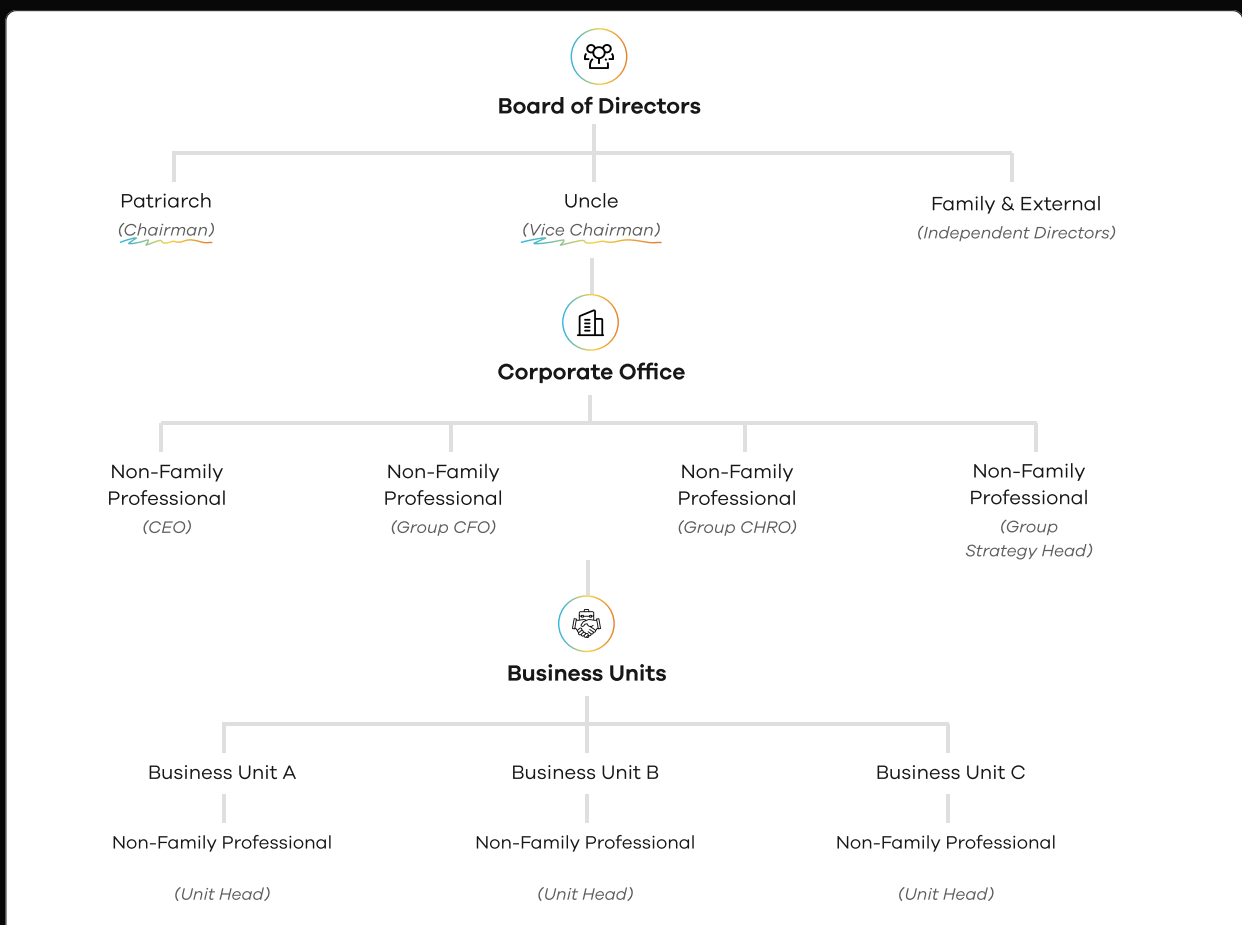 Board of Directors
Patriarch
(Chairman)
Uncle
(Vice Chairman)
Family & External
(Independent Directors)
Corporate Office
Non-Family
Professional
(CEO)
Non-Family
Professional
(Group CFO)
Non-Family
Professional
(Group CHRO)
Non-Family
Professional
(Group
Strategy Head)
Business Units
Business Unit A
Non-Family Professional
(Unit Head)
Business Unit B
Non-Family Professional
(Unit Head)
Business Unit C
Non-Family Professional
(Unit Head)